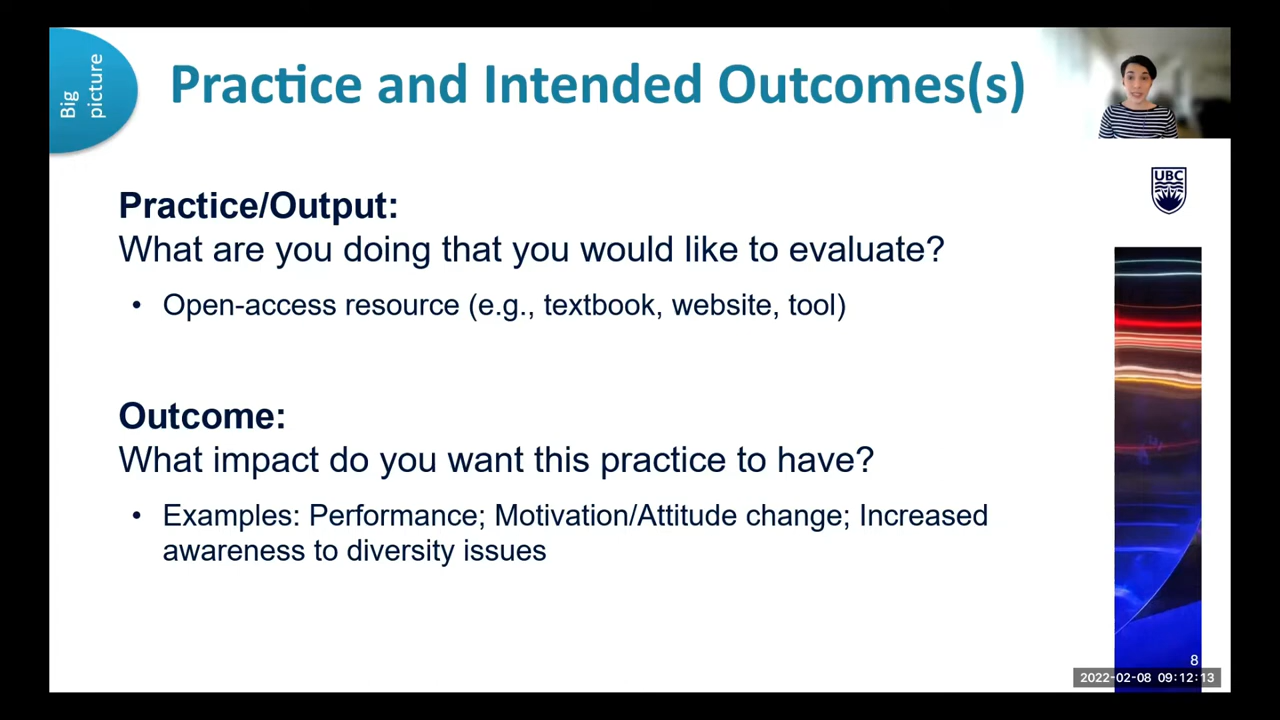 Big
picture
Practice and Intended Outcomes(s)
UBC
Practice/Output:
What are you doing that you would like to evaluate?
• Open-access resource (e.g., textbook, website, tool)
Outcome:
What impact do you want this practice to have?
• Examples: Performance; Motivation/Attitude change; Increased
awareness to diversity issues
8
2022-02-08 09:12:13